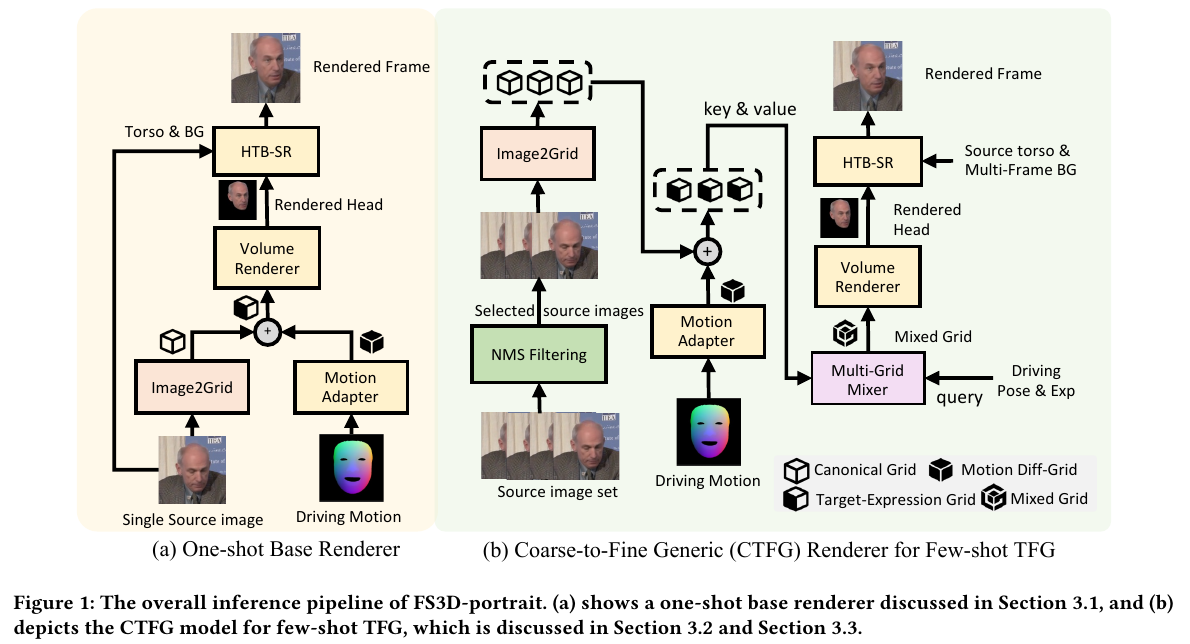 Rendered Frame
Torso & BG
HTB-SR
Rendered Head
Volume
Renderer
+
Image2Grid
Motion
Adapter
Single Source image
Driving Motion
(a) One-shot Base Renderer
Image2Grid
Selected source images
NMS Filtering
Source image set
key & value
+
Motion
Adapter
Driving Motion
Rendered Frame
HTB-SR
Source torso &
Multi-Frame BG
Rendered
Head
Volume
Renderer
Mixed Grid
Multi-Grid
Mixer
Driving
Pose & Exp
query
Canonical Grid
Motion Diff-Grid
Target-Expression Grid
Mixed Grid
(b) Coarse-to-Fine Generic (CTFG) Renderer for Few-shot TFG
Figure 1: The overall inference pipeline of FS3D-portrait. (a) shows a one-shot base renderer discussed in Section 3.1, and (b)
depicts the CTFG model for few-shot TFG, which is discussed in Section 3.2 and Section 3.3.